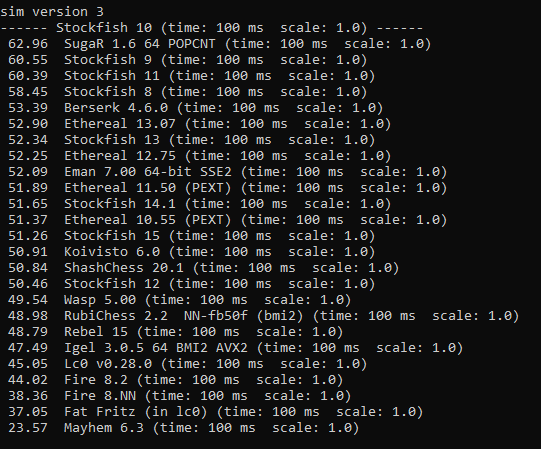 sim version 3
------ Stockfish 10 (time: 100 ms  scale: 1.0) ------
 62.96  SugaR 1.6 64 POPCNT (time: 100 ms  scale: 1.0)
 60.55  Stockfish 9 (time: 100 ms  scale: 1.0)
 60.39  Stockfish 11 (time: 100 ms  scale: 1.0)
 58.45  Stockfish 8 (time: 100 ms  scale: 1.0)
 53.39  Berserk 4.6.0 (time: 100 ms  scale: 1.0)
 52.90  Ethereal 13.07 (time: 100 ms  scale: 1.0)
 52.34  Stockfish 13 (time: 100 ms  scale: 1.0)
 52.25  Ethereal 12.75 (time: 100 ms  scale: 1.0)
 52.09  Eman 7.00 64-bit SSE2 (time: 100 ms  scale: 1.0)
 51.89  Ethereal 11.50 (PEXT) (time: 100 ms  scale: 1.0)
 51.65  Stockfish 14.1 (time: 100 ms  scale: 1.0)
 51.37  Ethereal 10.55 (PEXT) (time: 100 ms  scale: 1.0)
 51.26  Stockfish 15 (time: 100 ms  scale: 1.0)
 50.91  Koivisto 6.0 (time: 100 ms  scale: 1.0)
 50.84  ShashChess 20.1 (time: 100 ms  scale: 1.0)
 50.46  Stockfish 12 (time: 100 ms  scale: 1.0)
 49.54  Wasp 5.00 (time: 100 ms  scale: 1.0)
 48.98  RubiChess 2.2  NN-fb50f (bmi2) (time: 100 ms  scale: 1.0)
 48.79  Rebel 15 (time: 100 ms  scale: 1.0)
 47.49  Igel 3.0.5 64 BMI2 AVX2 (time: 100 ms  scale: 1.0)
 45.05  Lc0 v0.28.0 (time: 100 ms  scale: 1.0)
 44.02  Fire 8.2 (time: 100 ms  scale: 1.0)
 38.36  Fire 8.NN (time: 100 ms  scale: 1.0)
 37.05  Fat Fritz (in lc0) (time: 100 ms  scale: 1.0)
 23.57  Mayhem 6.3 (time: 100 ms  scale: 1.0)